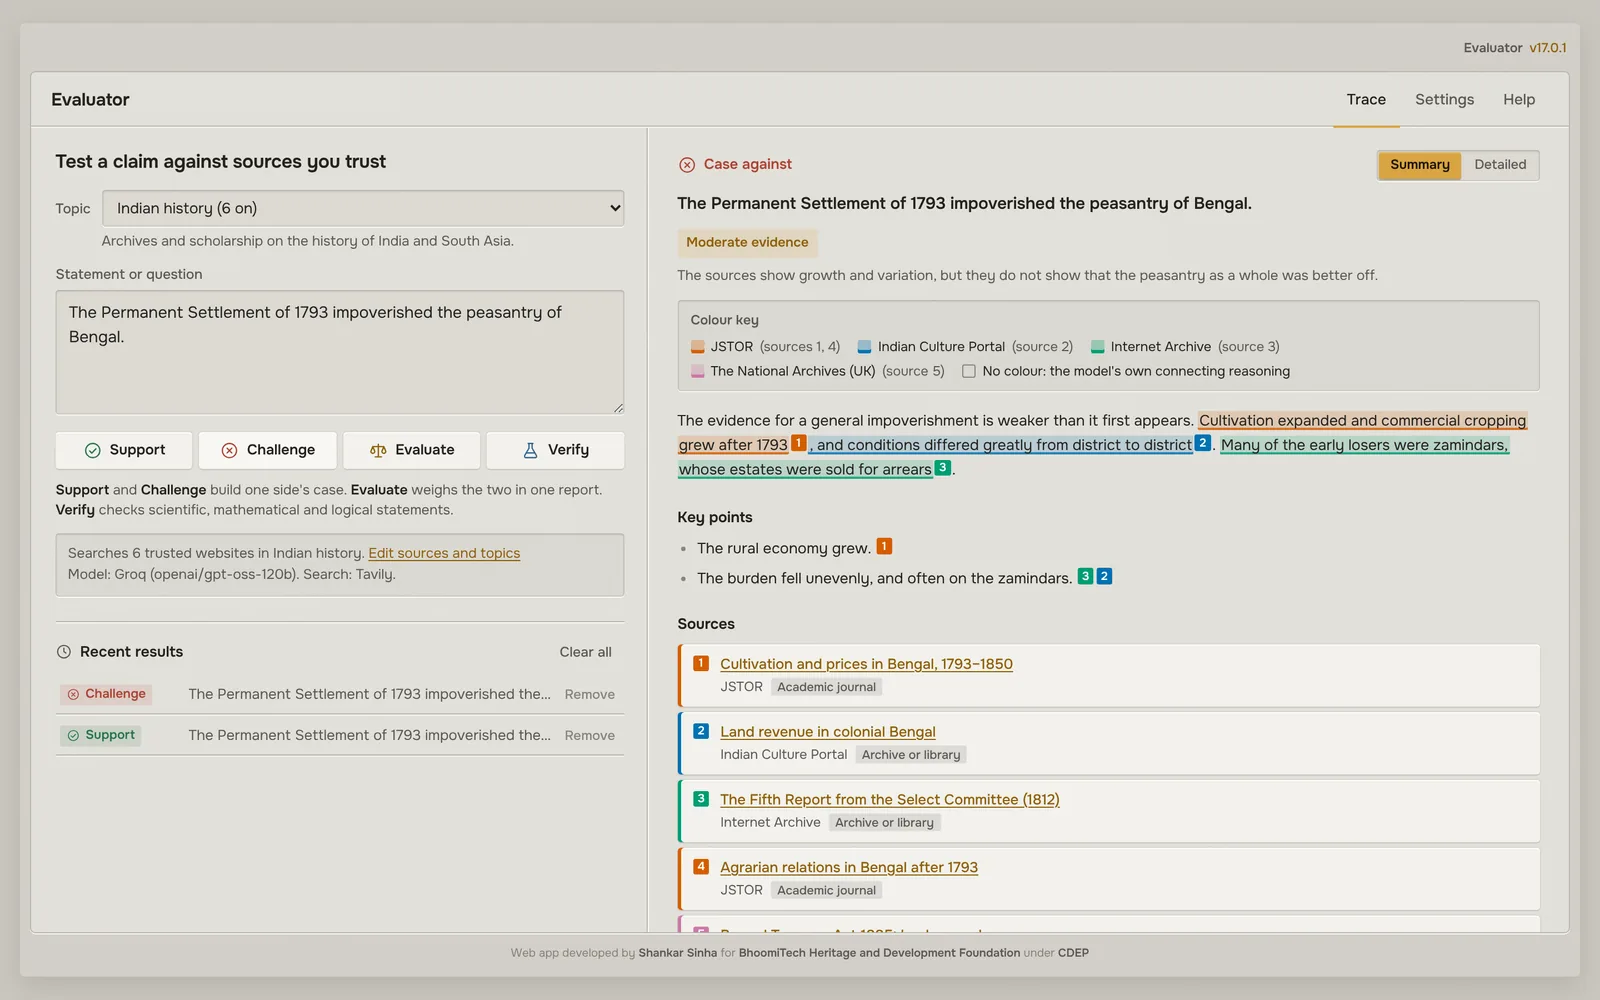 Evaluator v17.0.1
Evaluator
Trace
Settings
Help
Test a claim against sources you trust
Topic
Indian history (6 on)
Archives and scholarship on the history of India and South Asia.
Statement or question
The Permanent Settlement of 1793 impoverished the peasantry of
Bengal.
Support
Challenge
Evaluate
Verify
Support and Challenge build one side's case. Evaluate weighs the two in one report.
Verify checks scientific, mathematical and logical statements.
Searches 6 trusted websites in Indian history. Edit sources and topics
Model: Groq (openai/gpt-oss-120b). Search: Tavily.
Recent results
Clear all
Challenge The Permanent Settlement of 1793 impoverished the... Remove
Support The Permanent Settlement of 1793 impoverished the... Remove
Case against
Summary
Detailed
The Permanent Settlement of 1793 impoverished the peasantry of Bengal.
Moderate evidence
The sources show growth and variation, but they do not show that the peasantry as a whole was better off.
Colour key
JSTOR (sources 1, 4) Indian Culture Portal (source 2) Internet Archive (source 3)
The National Archives (UK) (source 5) No colour: the model's own connecting reasoning
The evidence for a general impoverishment is weaker than it first appears. Cultivation expanded and commercial cropping
grew after 1793 1 , and conditions differed greatly from district to district 2 . Many of the early losers were zamindars,
whose estates were sold for arrears 3 .
Key points
• The rural economy grew. 1
• The burden fell unevenly, and often on the zamindars. 3 2
Sources
1 Cultivation and prices in Bengal, 1793–1850
JSTOR Academic journal
2 Land revenue in colonial Bengal
Indian Culture Portal Archive or library
3 The Fifth Report from the Select Committee (1812)
Internet Archive Archive or library
4 Agrarian relations in Bengal after 1793
JSTOR Academic journal
Web app developed by Shankar Sinha for BhoomiTech Heritage and Development Foundation under CDEP